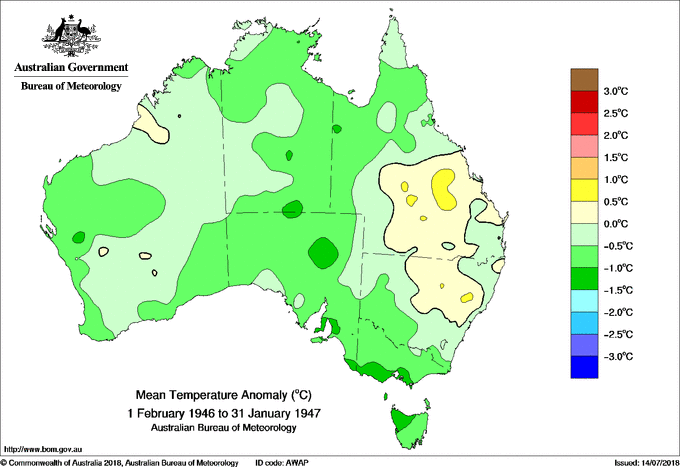 Australian Government
Bureau of Meteorology
3.0°C
2.5°C
2.0°C
1.5°C
1.0°C
0.5°C
0.0°C
-0.5°C
-1.0°C
-1.5°C
-2.0°C
-2.5°C
-3.0°C
Mean Temperature Anomaly (°C)
1 February 1946 to 31 January 1947
Australian Bureau of Meteorology
http://www.bom.gov.au
© Commonwealth of Australia 2018, Australian Bureau of Meteorology ID code: AWAP Issued: 14/07/2018